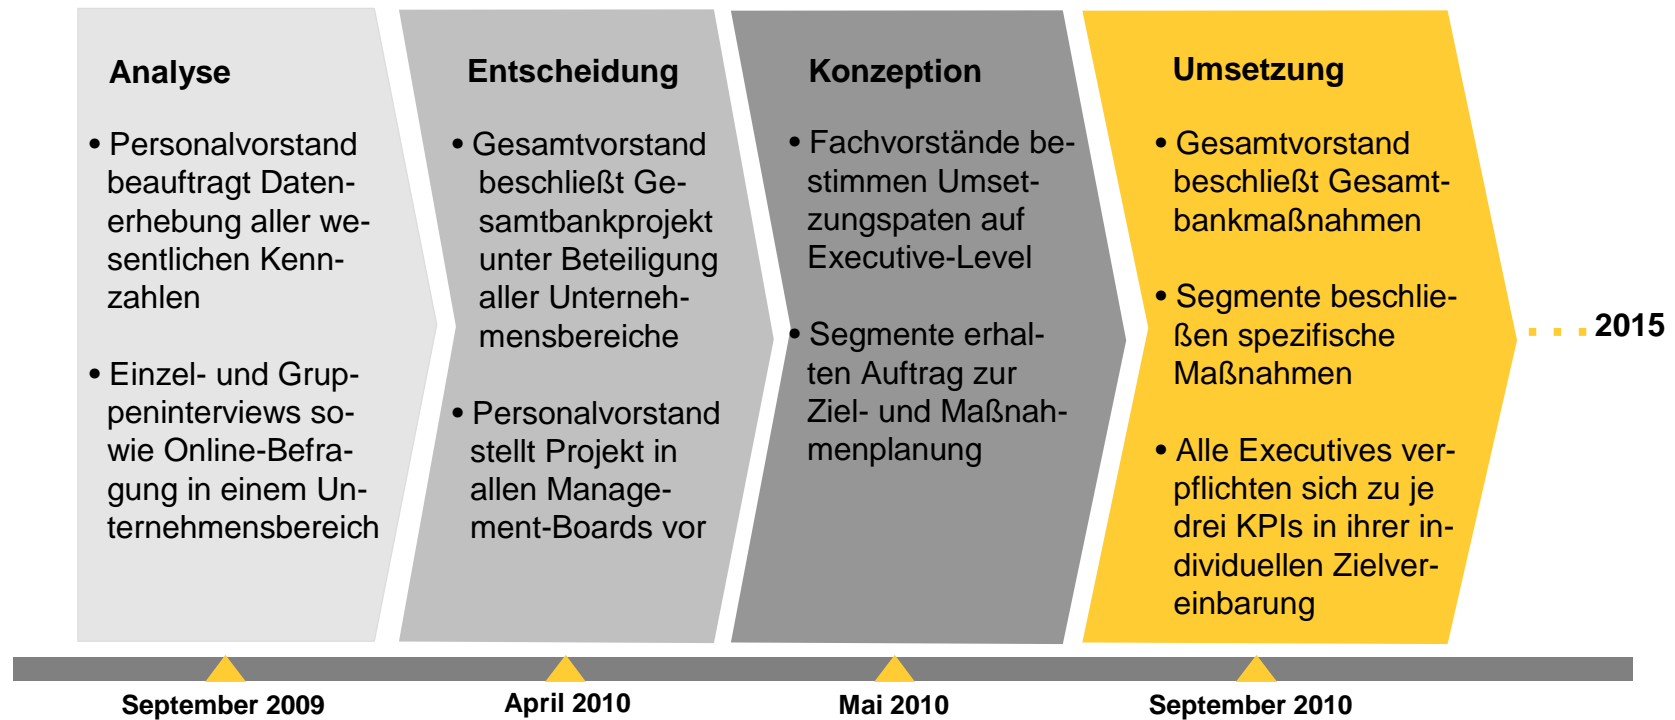 Analyse
• Personalvorstand
beauftragt Daten-
erhebung aller we-
sentlichen Kenn-
zahlen
• Einzel- und Grup-
peninterviews so-
wie Online-Befra-
gung in einem Un-
ternehmensbereich
Entscheidung
• Gesamtvorstand
beschließt Ge-
samtbankprojekt
unter Beteiligung
aller Unterneh-
mensbereiche
• Personalvorstand
stellt Projekt in
allen Manage-
ment-Boards vor
Konzeption
• Fachvorstände be-
stimmen Umset-
zungspaten auf
Executive-Level
• Segmente erhal-
ten Auftrag zur
Ziel- und Maßnah-
menplanung
Umsetzung
• Gesamtvorstand
beschließt Gesamt-
bankmaßnahmen
• Segmente beschlie-
ßen spezifische
Maßnahmen
• Alle Executives ver-
pflichten sich zu je
drei KPIs in ihrer in-
dividuellen Zielver-
einbarung
. . . . 2015
September 2009
April 2010
Mai 2010
September 2010